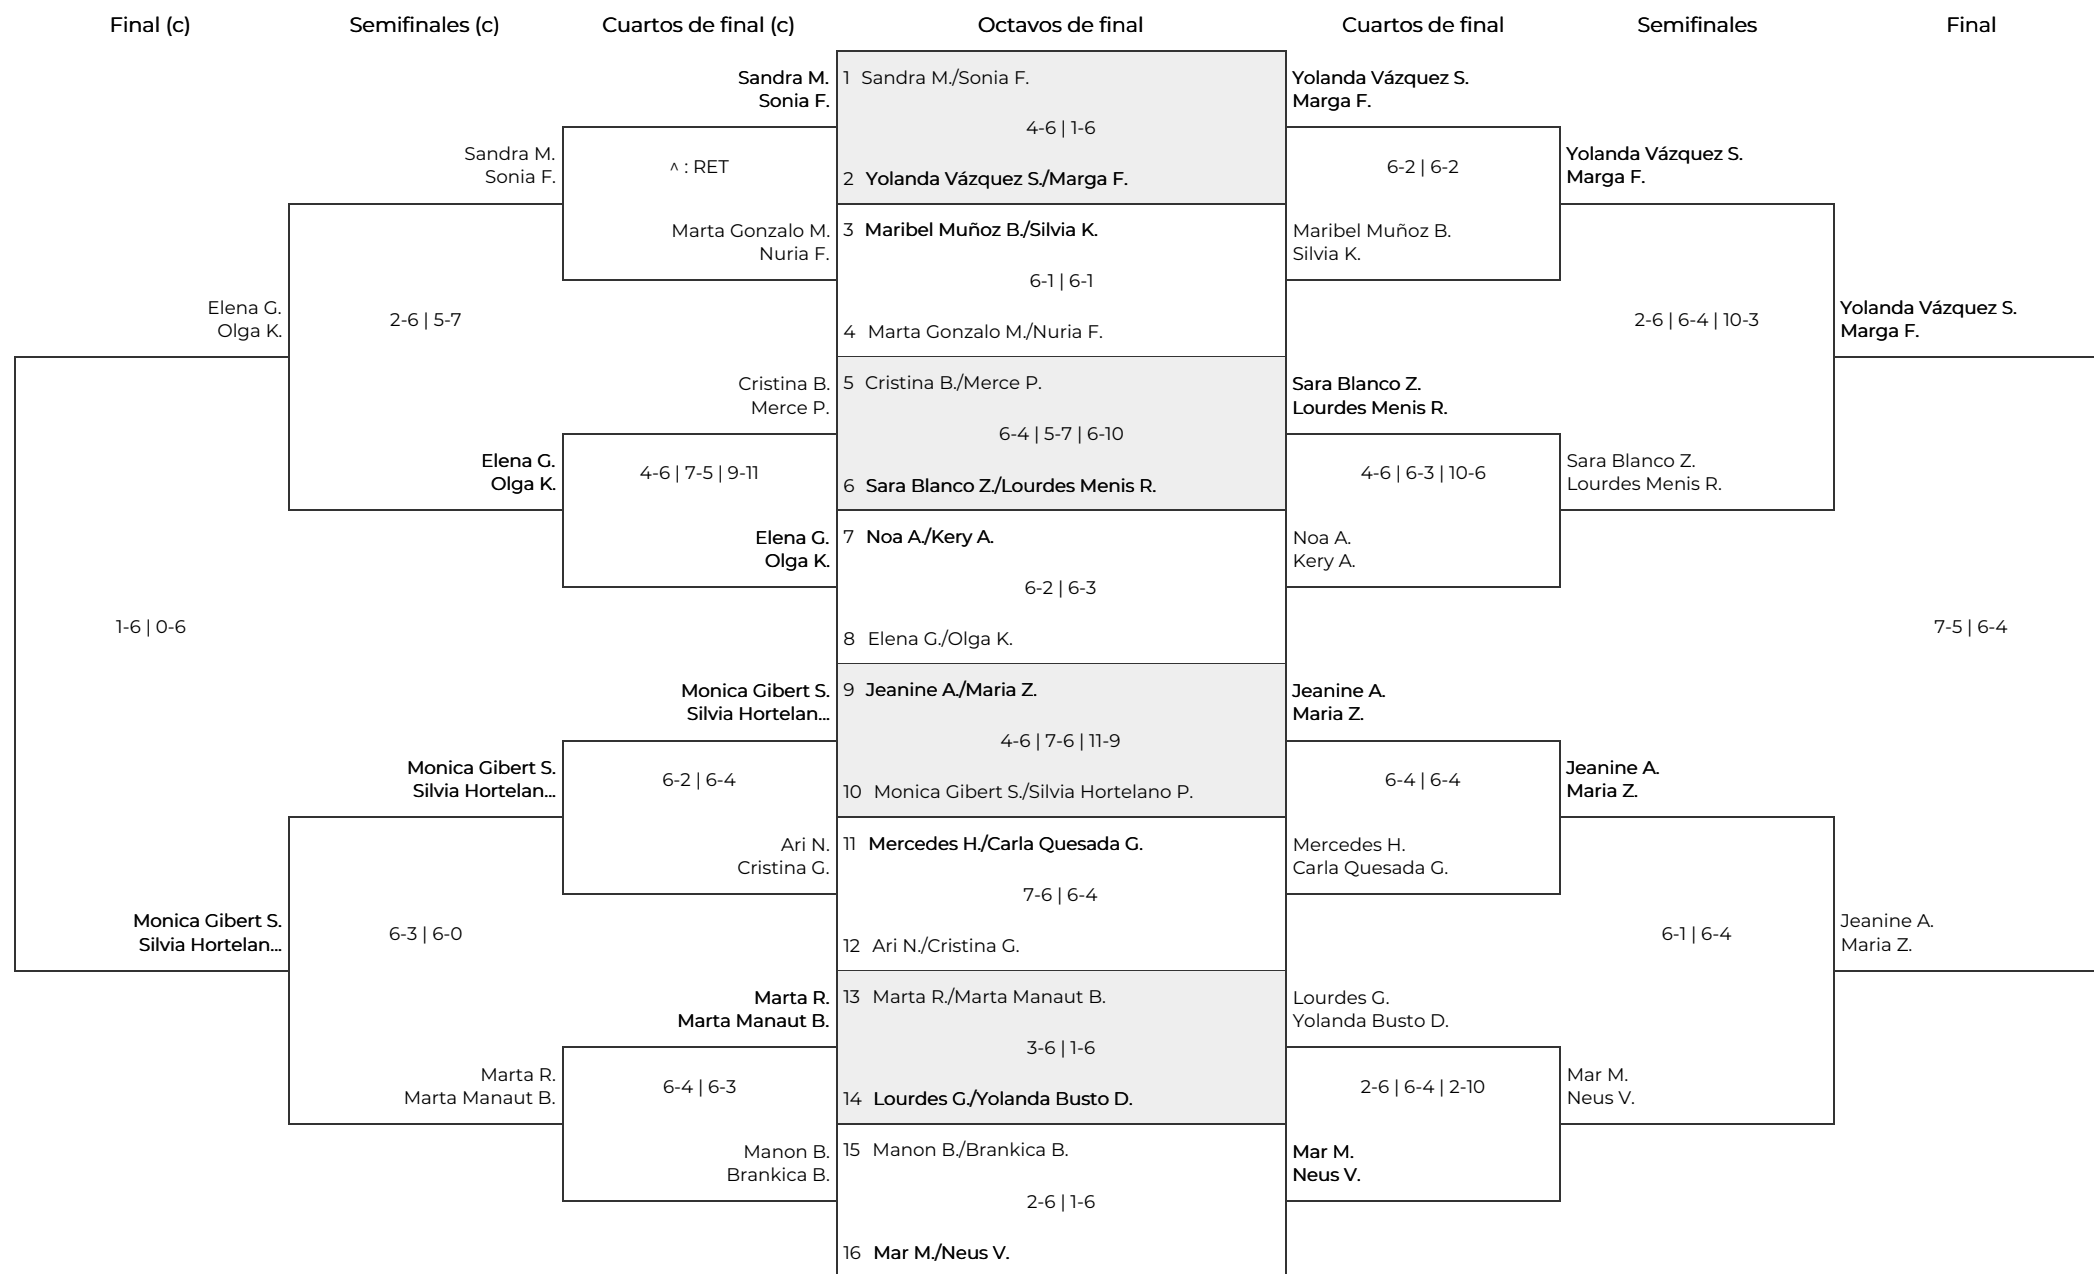 Final (c)
Semifinales (c)
Cuartos de final (c)
Octavos de final
Cuartos de final
Semifinales
Final
Elena G.
Olga K.
1-6 | 0-6
Monica Gibert S.
Silvia Hortelan...
Sandra M.
Sonia F.
2-6 | 5-7
Elena G.
Olga K.
Monica Gibert S.
Silvia Hortelan...
6-3 | 6-0
Marta R.
Marta Manaut B.
Sandra M.
Sonia F.
^ : RET
Marta Gonzalo M.
Nuria F.
Cristina B.
Merce P.
4-6 | 7-5 | 9-11
Elena G.
Olga K.
Monica Gibert S.
Silvia Hortelan...
6-2 | 6-4
Ari N.
Cristina G.
Marta R.
Marta Manaut B.
6-4 | 6-3
Manon B.
Brankica B.
1 Sandra M./Sonia F.
4-6 | 1-6
2 Yolanda Vázquez S./Marga F.
3 Maribel Muñoz B./Silvia K.
6-1 | 6-1
4 Marta Gonzalo M./Nuria F.
5 Cristina B./Merce P.
6-4 | 5-7 | 6-10
6 Sara Blanco Z./Lourdes Menis R.
7 Noa A./Kery A.
6-2 | 6-3
8 Elena G./Olga K.
9 Jeanine A./Maria Z.
4-6 | 7-6 | 11-9
10 Monica Gibert S./Silvia Hortelano P.
11 Mercedes H./Carla Quesada G.
7-6 | 6-4
12 Ari N./Cristina G.
13 Marta R./Marta Manaut B.
3-6 | 1-6
14 Lourdes G./Yolanda Busto D.
15 Manon B./Brankica B.
2-6 | 1-6
16 Mar M./Neus V.
Yolanda Vázquez S.
Marga F.
6-2 | 6-2
Maribel Muñoz B.
Silvia K.
Sara Blanco Z.
Lourdes Menis R.
4-6 | 6-3 | 10-6
Noa A.
Kery A.
Jeanine A.
Maria Z.
6-4 | 6-4
Mercedes H.
Carla Quesada G.
Lourdes G.
Yolanda Busto D.
2-6 | 6-4 | 2-10
Mar M.
Neus V.
Yolanda Vázquez S.
Marga F.
2-6 | 6-4 | 10-3
Sara Blanco Z.
Lourdes Menis R.
Jeanine A.
Maria Z.
6-1 | 6-4
Mar M.
Neus V.
Yolanda Vázquez S.
Marga F.
7-5 | 6-4
Jeanine A.
Maria Z.